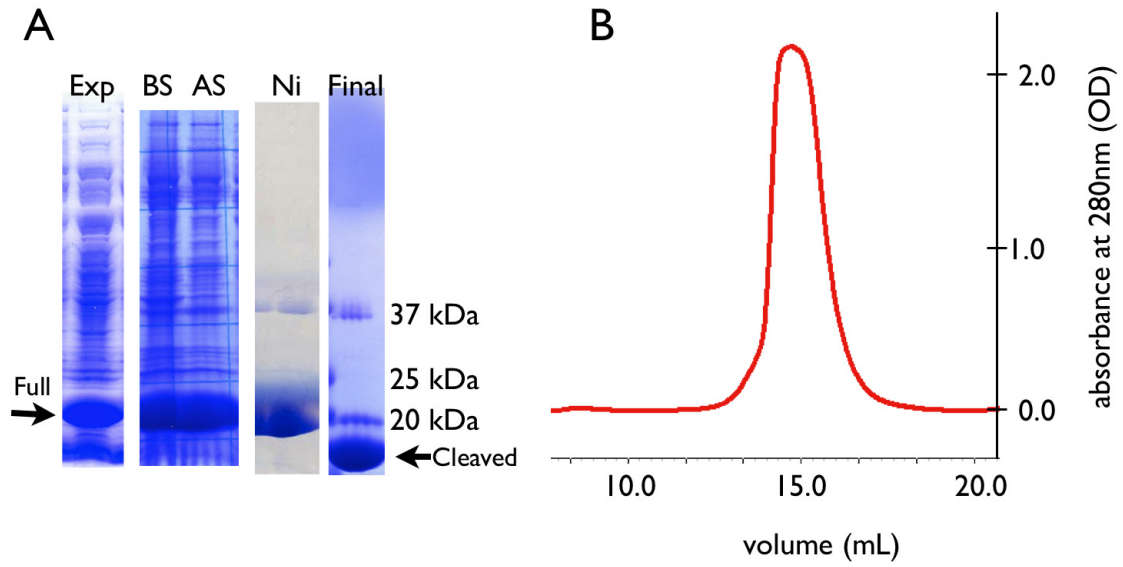 A
B
Exp
BS
AS
Ni
Final
37 kDa
25 kDa
Full
20 kDa
Cleaved
2.0
1.0
0.0
absorbance at 280nm (OD)
10.0
15.0
20.0
volume (mL)